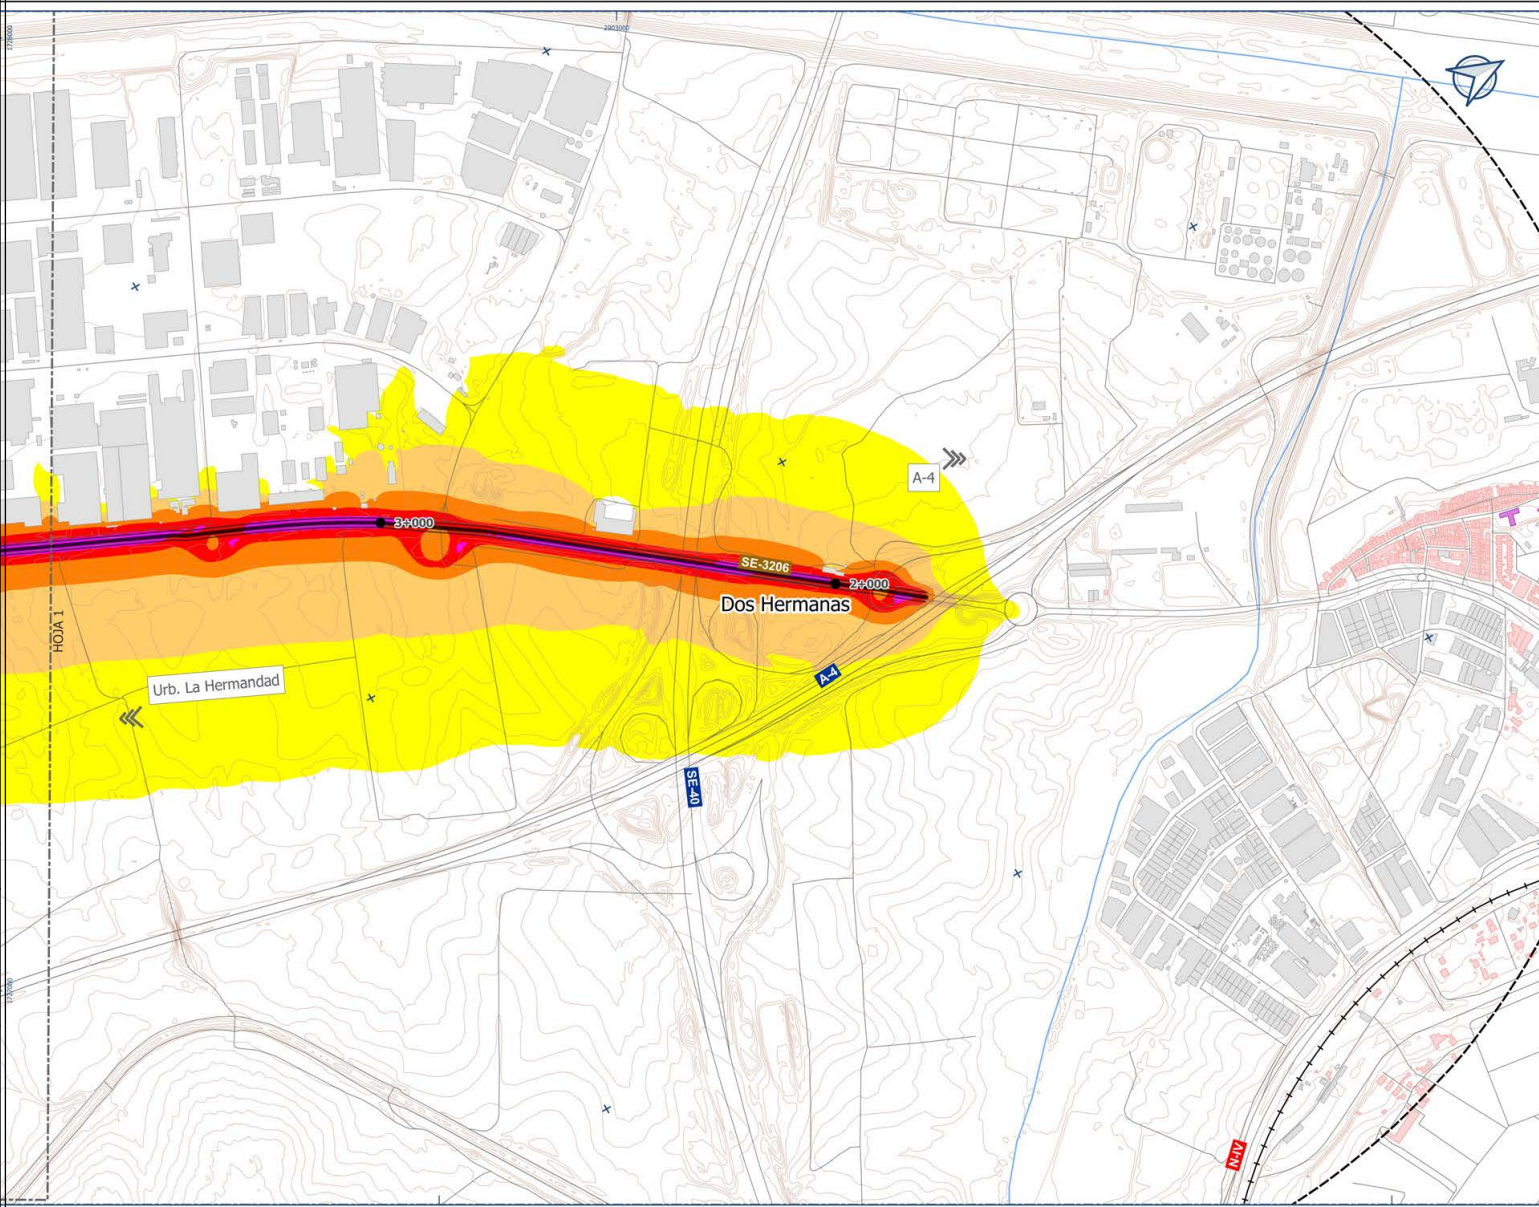 2903000
3+000
SE-3206
2+000
Dos Hermanas
A-4
A-4
HOJA 1
Urb. La Hermandad
SE-40
N-IV